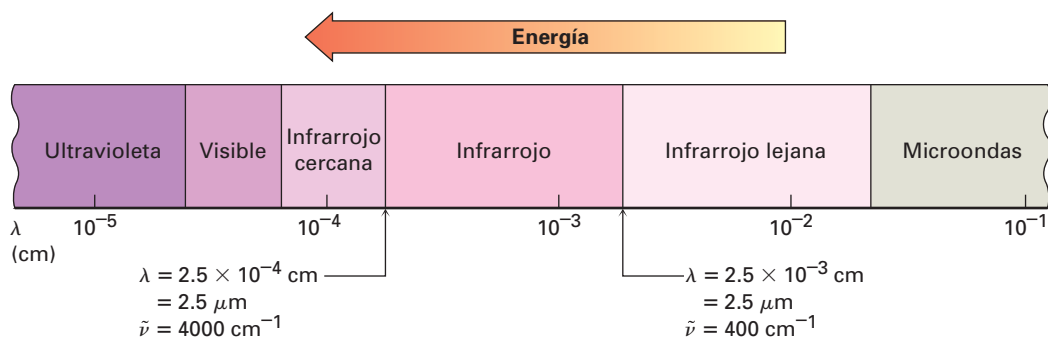 Energía
Ultravioleta
Visible
Infrarrojo
cercana
Infrarrojo
Infrarrojo lejana
Microondas
λ
(cm)
10⁻⁵
10⁻⁴
10⁻³
10⁻²
10⁻¹
λ = 2.5 × 10⁻⁴ cm
= 2.5 μm
ν̃ = 4000 cm⁻¹
λ = 2.5 × 10⁻³ cm
= 2.5 μm
ν̃ = 400 cm⁻¹